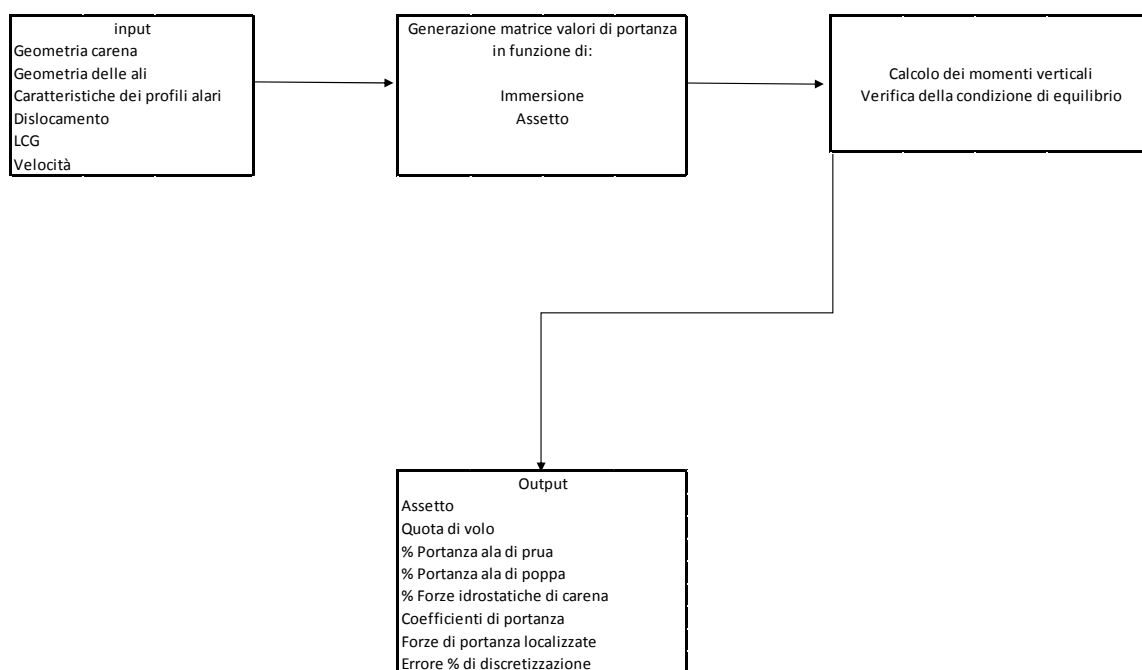 input
Geometria carena
Geometria delle ali
Caratteristiche dei profili alari
Dislocamento
LCG
Velocità
Generazione matrice valori di portanza
in funzione di:
Immersione
Assetto
Calcolo dei momenti verticali
Verifica della condizione di equilibrio
Output
Assetto
Quota di volo
% Portanza ala di prua
% Portanza ala di poppa
% Forze idrostatiche di carena
Coefficienti di portanza
Forze di portanza localizzate
Errore % di discretizzazione